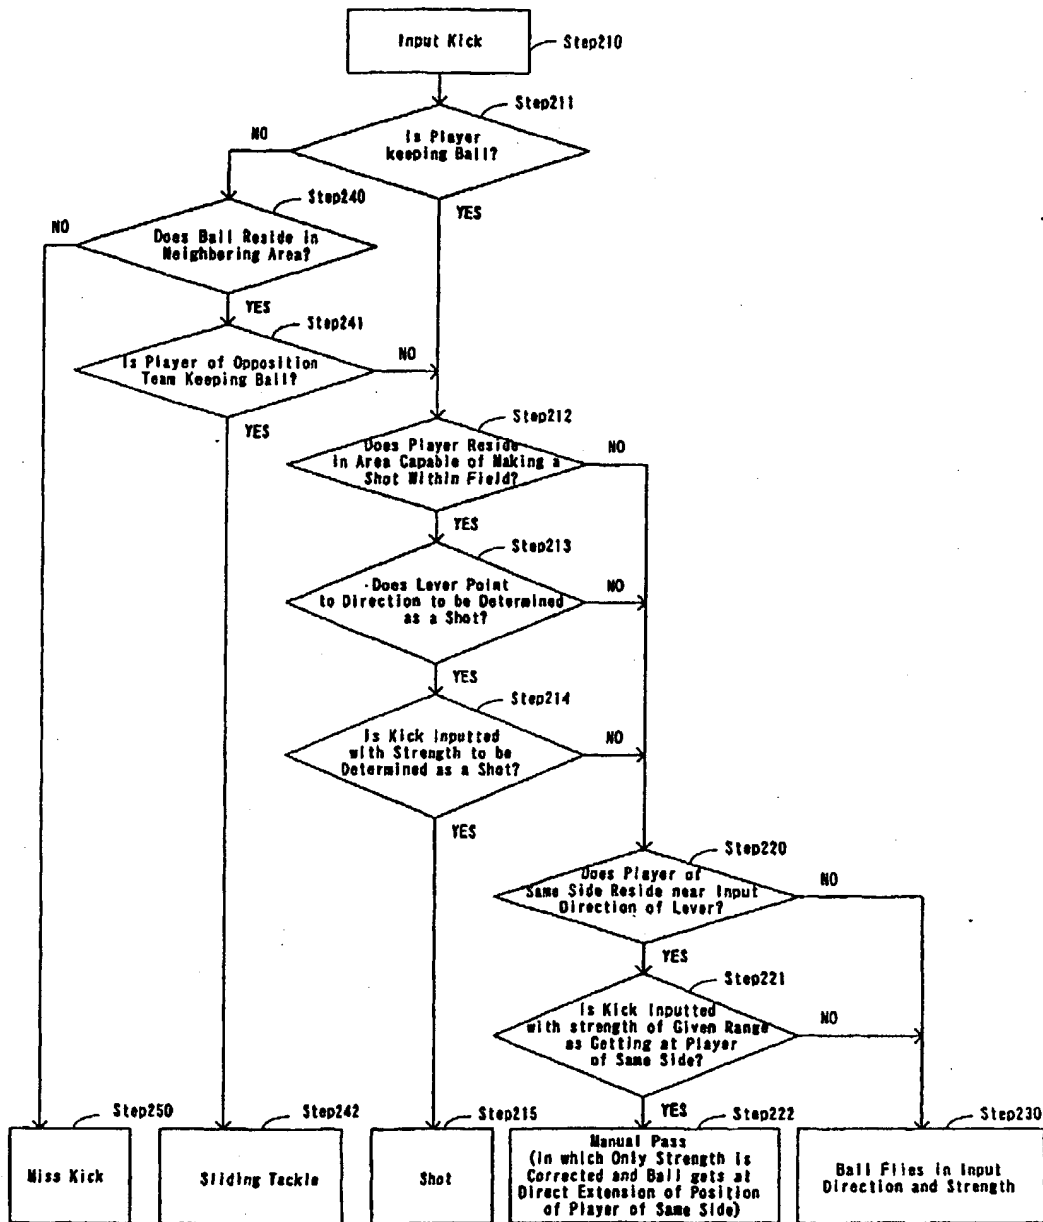 Input Kick
Step210
Step211
Is Player
keeping Ball?
NO
YES
Step240
Does Ball Reside in
Neighboring Area?
NO
YES
Step241
Is Player of Opposition
Team Keeping Ball?
NO
YES
Step212
Does Player Reside
in Area Capable of Making a
Shot Within Field?
NO
YES
Step213
Does Lever Point
to Direction to be Determined
as a Shot?
NO
YES
Step214
Is Kick Inputted
with Strength to be
Determined as a Shot?
NO
YES
Step220
Does Player of
Same Side Reside near Input
Direction of Lever?
NO
YES
Step221
Is Kick Inputted
with strength of Given Range
as Getting at Player
of Same Side?
NO
YES
Step250
Miss Kick
Step242
Sliding Tackle
Step215
Shot
Step222
Manual Pass
(in which Only Strength is
Corrected and Ball gets at
Direct Extension of Position
of Player of Same Side)
Step230
Ball Flies in Input
Direction and Strength